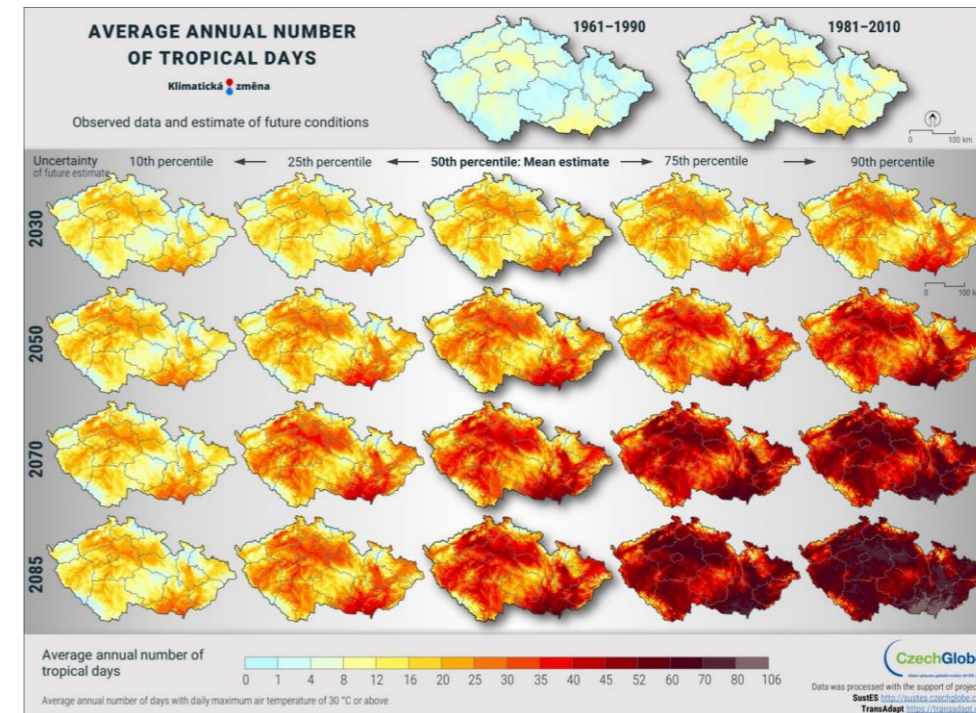 AVERAGE ANNUAL NUMBER
OF TROPICAL DAYS
Klimatická změna
Observed data and estimate of future conditions
1961–1990
1981–2010
0 100 km
Uncertainty
of future estimate
10th percentile
25th percentile
50th percentile: Mean estimate
75th percentile
90th percentile
2030
0 100 k
2050
2070
2085
Average annual number of
tropical days
0 1 4 8 12 16 20 25 30 35 40 45 52 60 70 80 106
Average annual number of days with daily maximum air temperature of 30 °C or above
CzechGlob
Data was processed with the support of projec
SustES http://sustes.czechglobe.c
TransAdapt https://transadapt.